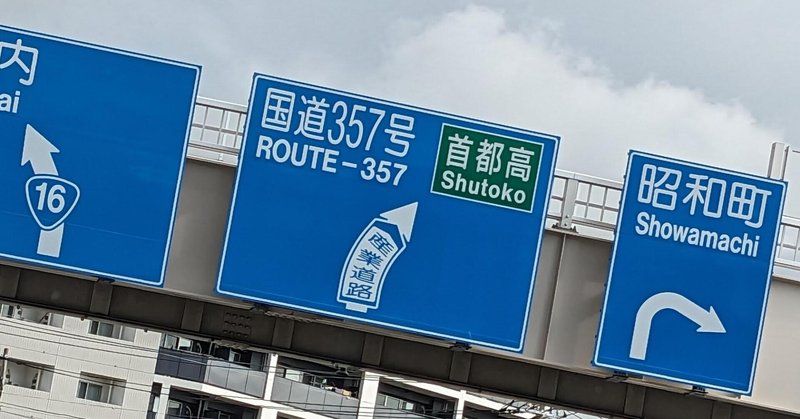 内
ai
16
国道357号
ROUTE-357
首都高
Shutoko
産業道路
昭和町
Showamachi